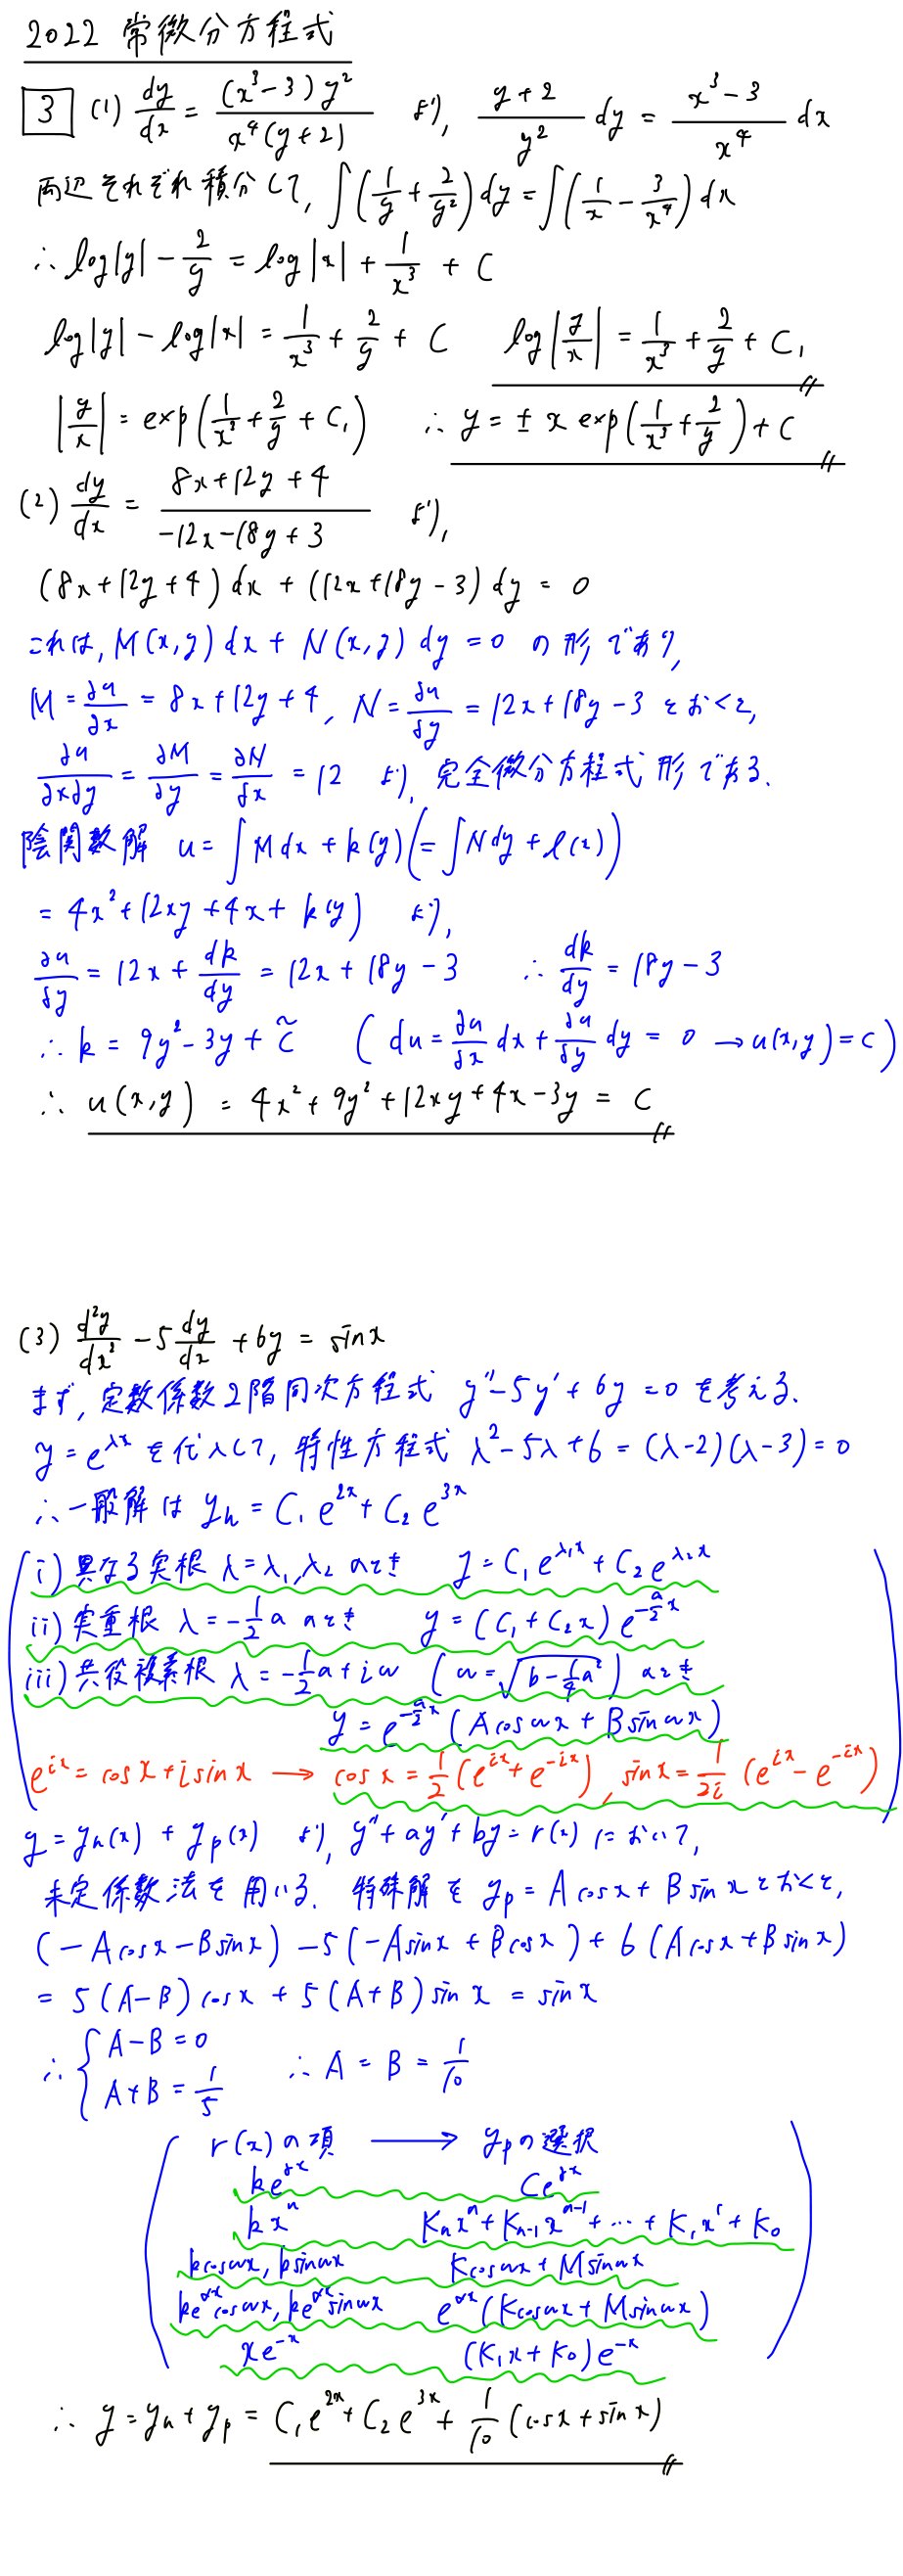 2022 常微分方程式
3 (1) dy/dx = (x³-3)y² / x⁴(y+2) より, (y+2)/y² dy = (x³-3)/x⁴ dx
両辺それぞれ積分して, ∫(1/y + 2/y²)dy = ∫(1/x - 3/x⁴)dx
∴ log|y| - 2/y = log|x| + 1/x³ + C
log|y| - log|x| = 1/x³ + 2/y + C  log|y/x| = 1/x³ + 2/y + C₁
|y/x| = exp(1/x³ + 2/y + C₁) ∴ y = ± x exp(1/x³ + 2/y) + C
(2) dy/dx = (8x+12y+4) / (-12x-18y+3) より,
(8x+12y+4)dx + (12x+18y-3)dy = 0
これは, M(x,y)dx + N(x,y)dy = 0 の形であり,
M = ∂u/∂x = 8x+12y+4, N = ∂u/∂y = 12x+18y-3 とおくと,
∂u/∂x∂y = ∂M/∂y = ∂N/∂x = 12 より, 完全微分方程式形である.
陰関数解 u = ∫Mdx + k(y) (= ∫Ndy + l(x))
= 4x² + 12xy + 4x + k(y) より,
∂u/∂y = 12x + dk/dy = 12x + 18y - 3 ∴ dk/dy = 18y - 3
∴ k = 9y² - 3y + C̃ (du = ∂u/∂x dx + ∂u/∂y dy = 0 → u(x,y) = C)
∴ u(x,y) = 4x² + 9y² + 12xy + 4x - 3y = C
(3) d²y/dx² - 5 dy/dx + 6y = sin x
まず, 定数係数2階同次方程式 y'' - 5y' + 6y = 0 を考える.
y = e^{λx} を代入して, 特性方程式 λ² - 5λ + 6 = (λ-2)(λ-3) = 0
∴ 一般解は y_h = C₁e^{2x} + C₂e^{3x}
i) 異なる実根 λ = λ₁, λ₂ のとき y = C₁e^{λ₁x} + C₂e^{λ₂x}
ii) 実重根 λ = -1/2 a のとき y = (C₁ + C₂x)e^{-a/2 x}
iii) 共役複素根 λ = -1/2 a + iω (ω = √(b - 1/4 a²)) のとき
y = e^{-a/2 x}(A cos ωx + B sin ωx)
e^{ix} = cos x + i sin x → cos x = 1/2 (e^{ix} + e^{-ix}), sin x = 1/2i (e^{ix} - e^{-ix})
y = y_h(x) + y_p(x) より, y'' + ay' + by = r(x) において,
未定係数法を用いる. 特殊解を y_p = A cos x + B sin x とおくと,
(-A cos x - B sin x) - 5(-A sin x + B cos x) + 6(A cos x + B sin x)
= 5(A-B) cos x + 5(A+B) sin x = sin x
∴ { A-B = 0
A+B = 1/5 ∴ A = B = 1/10
r(x)の項 → y_pの選択
ke^{γx} Ce^{γx}
kxⁿ K_n xⁿ + K_{n-1} x^{n-1} + ... + K₁x¹ + K₀
k cos ωx, k sin ωx K cos ωx + M sin ωx
ke^{αx} cos ωx, ke^{αx} sin ωx e^{αx}(K cos ωx + M sin ωx)
xe^{-x} (K₁x + K₀)e^{-x}
∴ y = y_h + y_p = C₁e^{2x} + C₂e^{3x} + 1/10 (cos x + sin x)